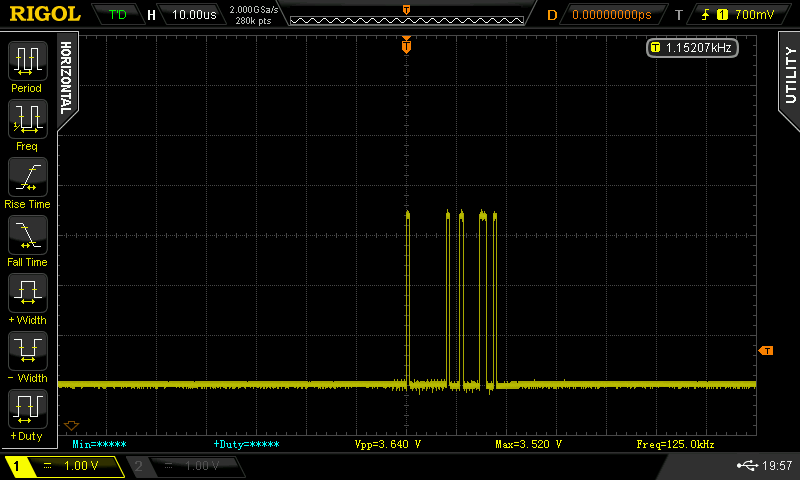 RIGOL T'D H 10.00us 2.000GSa/s D 0.00000000ps T 1 700mV
280k pts
T
T 1.15207kHz
HORIZONTAL
UTILITY
Period
Freq
Rise Time
Fall Time
+ Width
- Width
+Duty
T
Min=***** +Duty=***** Vpp=3.640 V Max=3.520 V Freq=125.0kHz
1 1.00 V 2 1.00 V 19:57